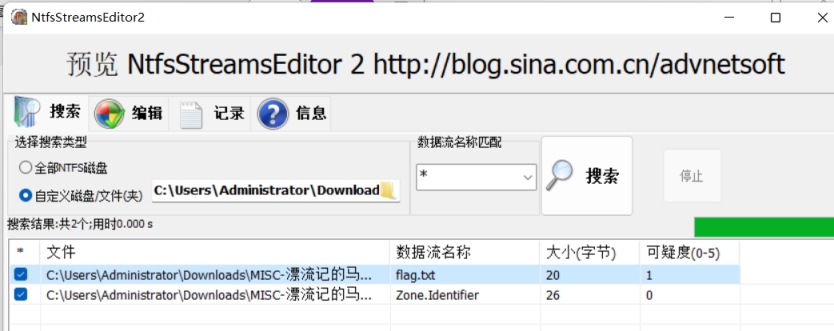 NtfsStreamsEditor2
预览 NtfsStreamsEditor 2 http://blog.sina.com.cn/advnetsoft
搜索 编辑 记录 信息
选择搜索类型 数据流名称匹配
全部NTFS磁盘
* 搜索 停止
自定义磁盘/文件(夹) C:\Users\Administrator\Download
搜索结果:共2个;用时0.000 s
* 文件 数据流名称 大小(字节) 可疑度(0-5)
C:\Users\Administrator\Downloads\MISC-漂流记的马... flag.txt 20 1
C:\Users\Administrator\Downloads\MISC-漂流记的马... Zone.Identifier 26 0